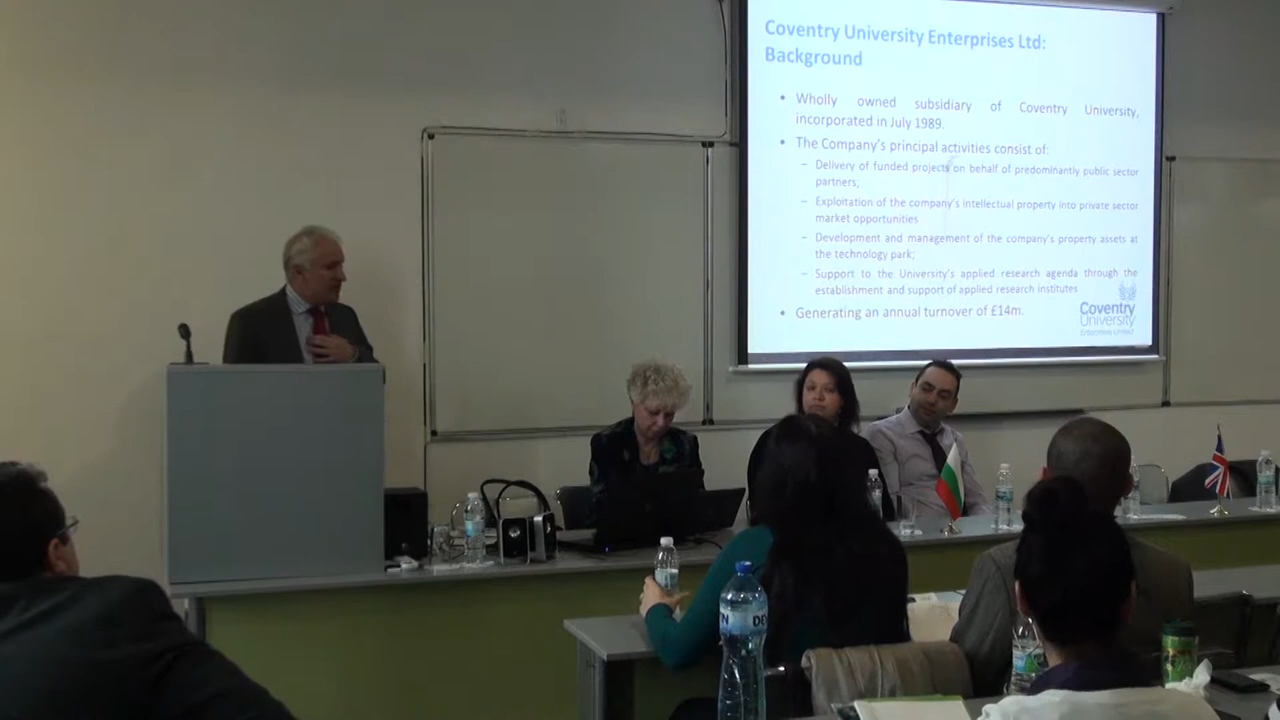 Coventry University Enterprises Ltd:
Background
• Wholly owned subsidiary of Coventry University,
incorporated in July 1989.
• The Company's principal activities consist of:
– Delivery of funded projects on behalf of predominantly public sector
partners;
– Exploitation of the company's intellectual property into private sector
market opportunities
– Development and management of the company's property assets at
the technology park;
– Support to the University's applied research agenda through the
establishment and support of applied research institutes
• Generating an annual turnover of £14m.
Coventry
University
Enterprises Limited